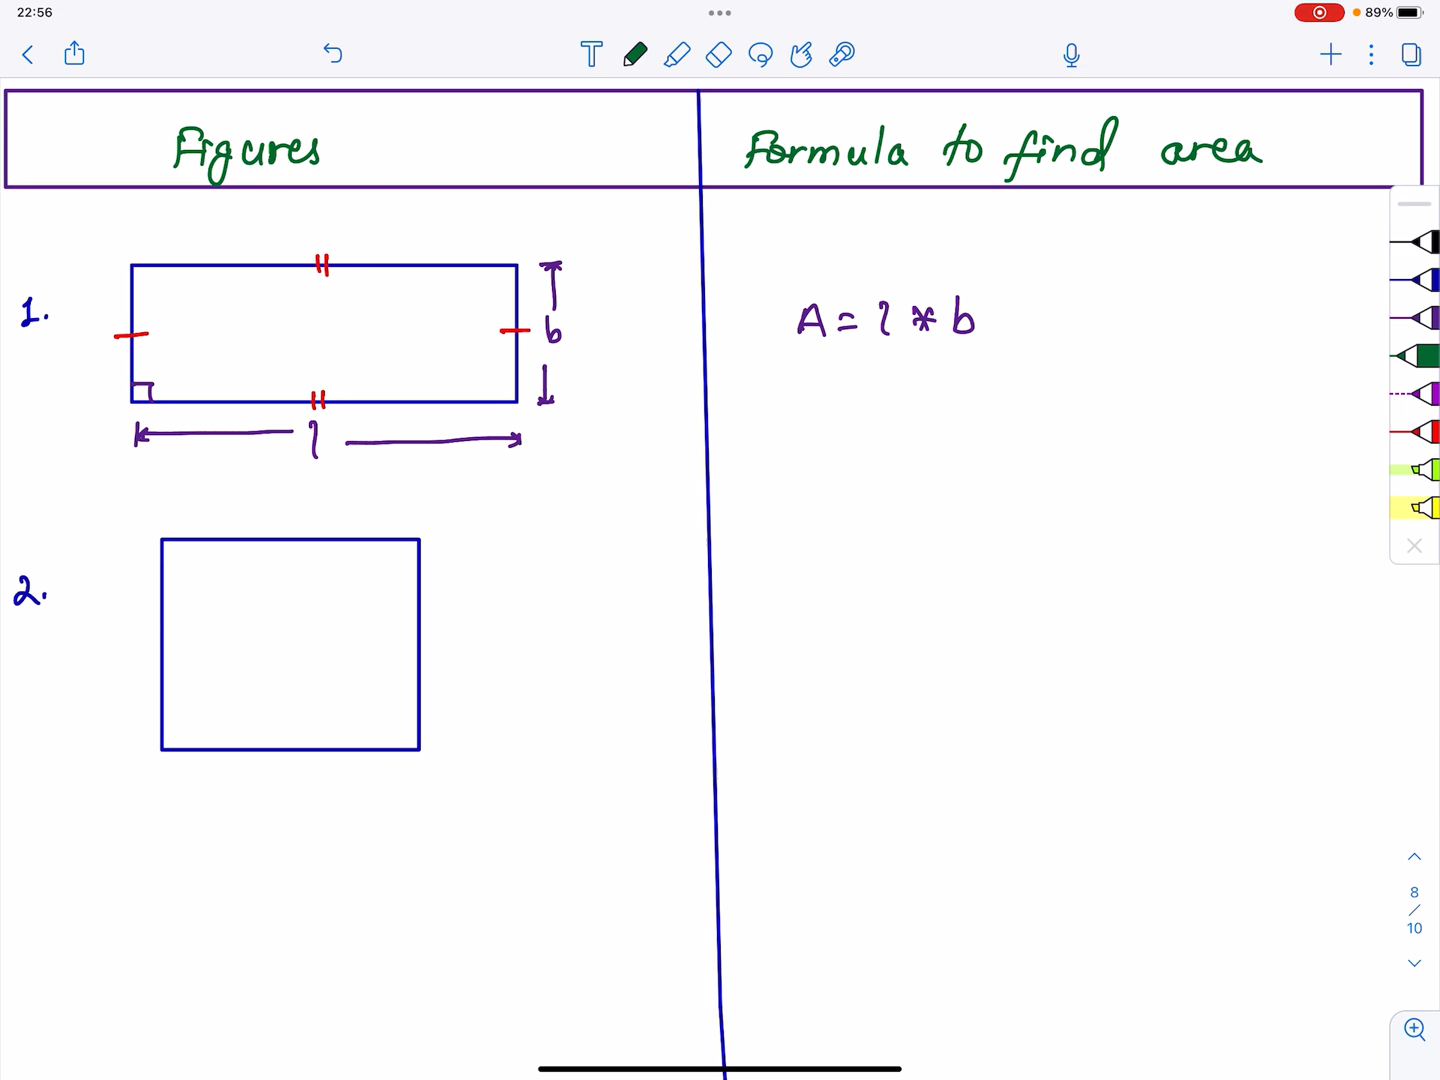 22:56
89%
Figures
Formula to find area
1.
b
l
A = l * b
2.
8
/
10